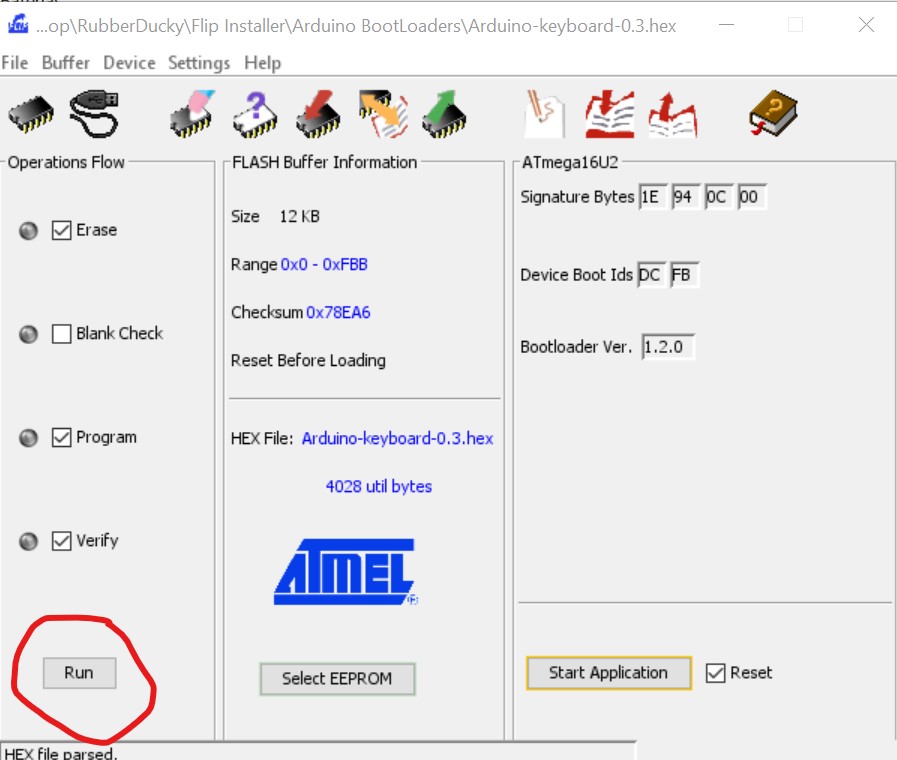 ...op\RubberDucky\Flip Installer\Arduino BootLoaders\Arduino-keyboard-0.3.hex
File Buffer Device Settings Help
Operations Flow
Erase
Blank Check
Program
Verify
Run
FLASH Buffer Information
Size 12 KB
Range 0x0 - 0xFBB
Checksum 0x78EA6
Reset Before Loading
HEX File: Arduino-keyboard-0.3.hex
4028 util bytes
ATMEL
Select EEPROM
ATmega16U2
Signature Bytes 1E 94 0C 00
Device Boot Ids DC FB
Bootloader Ver. 1.2.0
Start Application Reset
HEX file parsed.